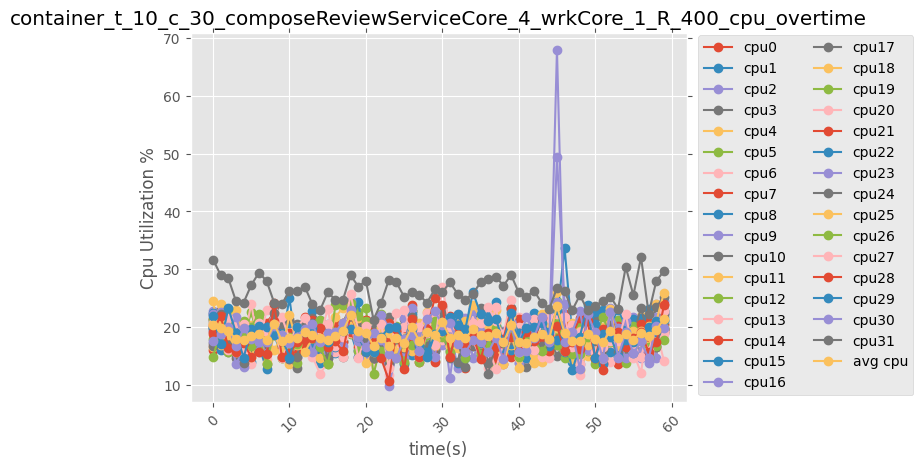 container_t_10_c_30_composeReviewServiceCore_4_wrkCore_1_R_400_cpu_overtime
70
60
50
40
30
20
10
Cpu Utilization %
0
10
20
30
40
50
60
time(s)
cpu0
cpu1
cpu2
cpu3
cpu4
cpu5
cpu6
cpu7
cpu8
cpu9
cpu10
cpu11
cpu12
cpu13
cpu14
cpu15
cpu16
cpu17
cpu18
cpu19
cpu20
cpu21
cpu22
cpu23
cpu24
cpu25
cpu26
cpu27
cpu28
cpu29
cpu30
cpu31
avg cpu